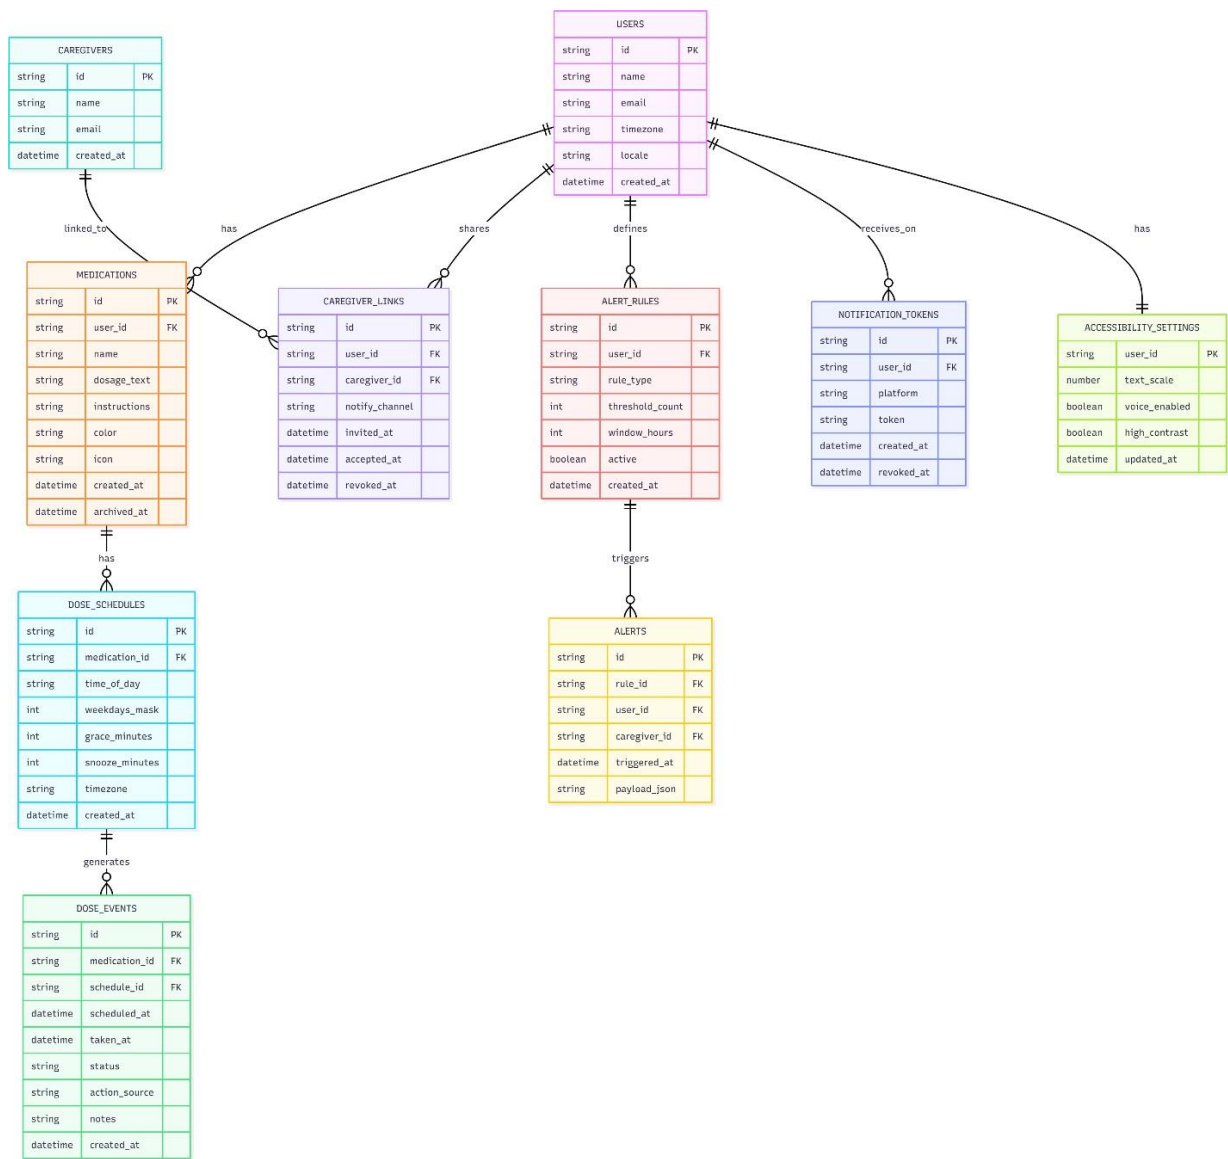 USERS
string id PK
string name
string email
string timezone
string locale
datetime created_at
CAREGIVERS
string id PK
string name
string email
datetime created_at
linked_to
has
shares
defines
receives_on
has
MEDICATIONS
string id PK
string user_id FK
string name
string dosage_text
string instructions
string color
string icon
datetime created_at
datetime archived_at
CAREGIVER_LINKS
string id PK
string user_id FK
string caregiver_id FK
string notify_channel
datetime invited_at
datetime accepted_at
datetime revoked_at
ALERT_RULES
string id PK
string user_id FK
string rule_type
int threshold_count
int window_hours
boolean active
datetime created_at
NOTIFICATION_TOKENS
string id PK
string user_id FK
string platform
string token
datetime created_at
datetime revoked_at
ACCESSIBILITY_SETTINGS
string user_id PK
number text_scale
boolean voice_enabled
boolean high_contrast
datetime updated_at
has
triggers
DOSE_SCHEDULES
string id PK
string medication_id FK
string time_of_day
int weekdays_mask
int grace_minutes
int snooze_minutes
string timezone
datetime created_at
ALERTS
string id PK
string rule_id FK
string user_id FK
string caregiver_id FK
datetime triggered_at
string payload_json
generates
DOSE_EVENTS
string id PK
string medication_id FK
string schedule_id FK
datetime scheduled_at
datetime taken_at
string status
string action_source
string notes
datetime created_at